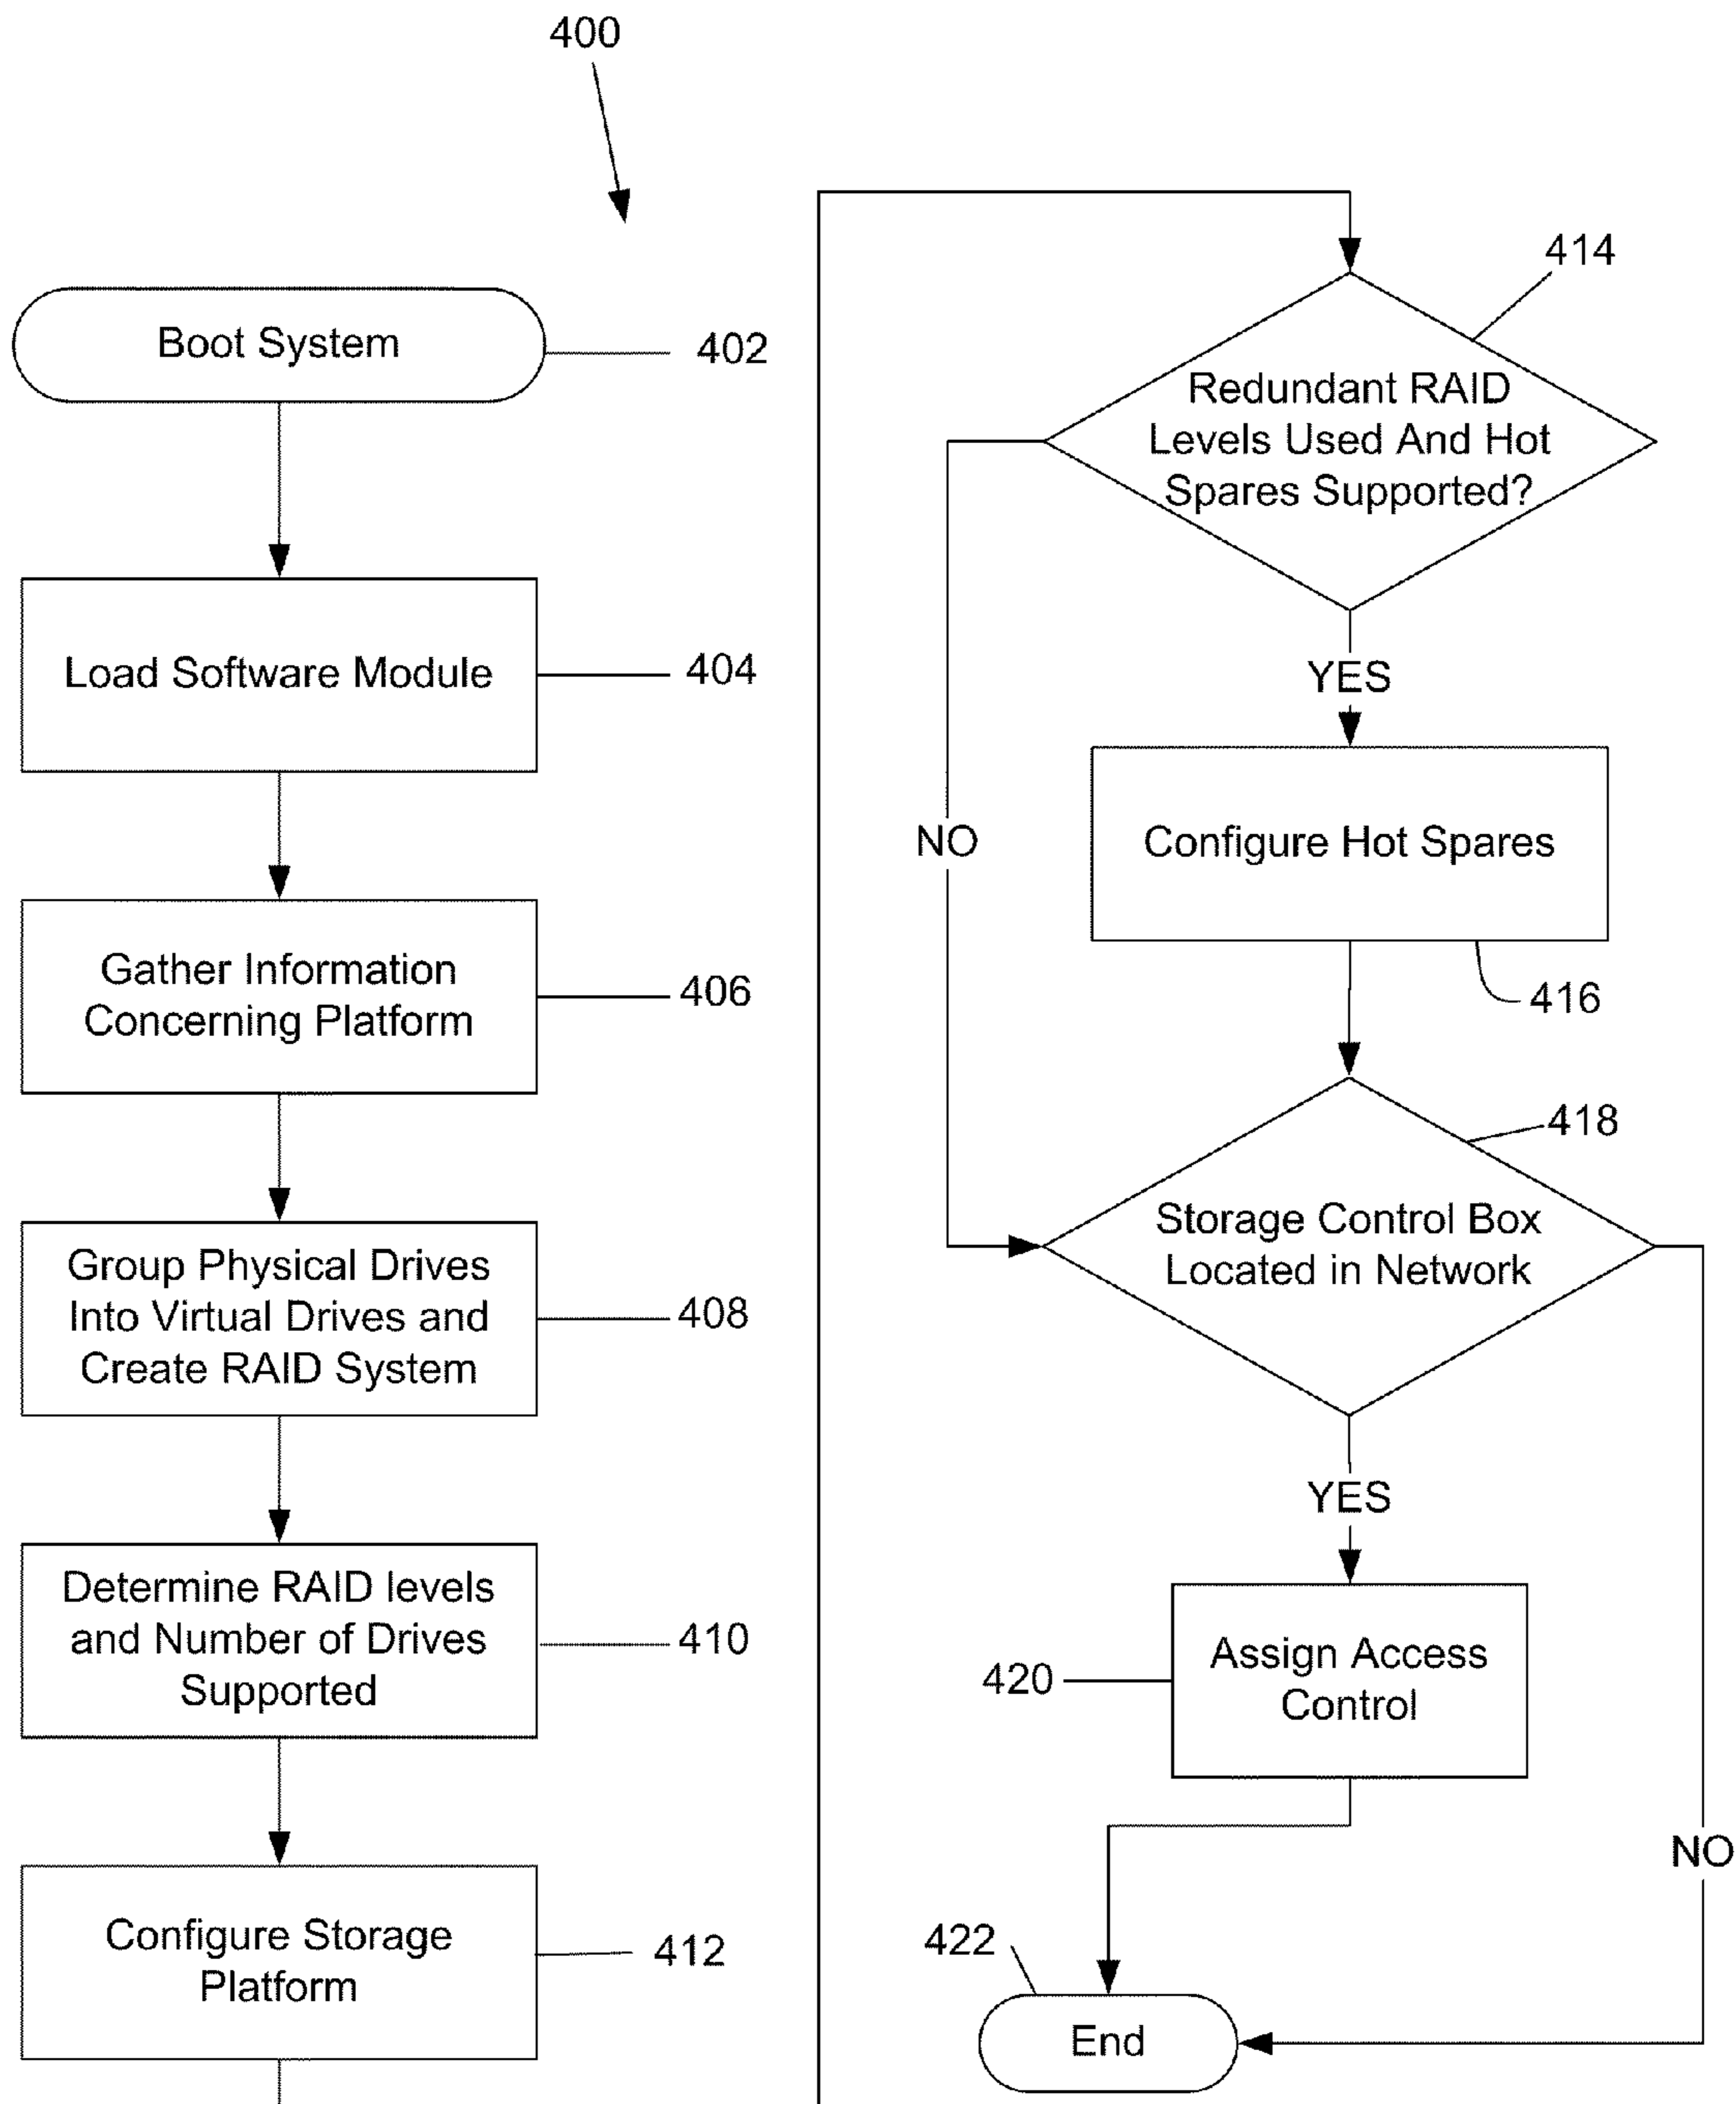 400
Boot System
402
Load Software Module
404
Gather Information
Concerning Platform
406
Group Physical Drives
Into Virtual Drives and
Create RAID System
408
Determine RAID levels
and Number of Drives
Supported
410
Configure Storage
Platform
412
414
Redundant RAID
Levels Used And Hot
Spares Supported?
YES
NO
Configure Hot Spares
416
418
Storage Control Box
Located in Network
YES
NO
Assign Access
Control
420
422
End